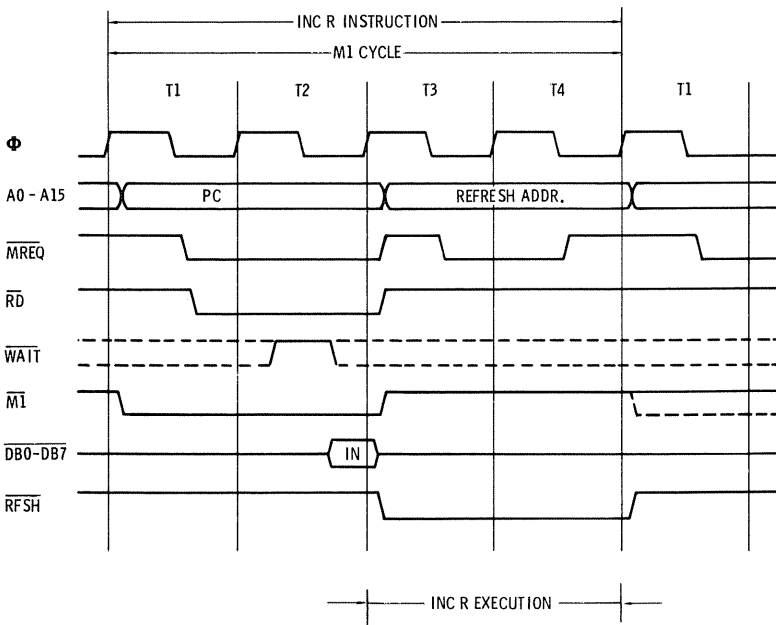 INC R INSTRUCTION
M1 CYCLE
T1 T2 T3 T4 T1
Φ
A0 - A15 PC REFRESH ADDR.
MREQ
RD
WAIT
M1
DB0-DB7 IN
RFSH
INC R EXECUTION